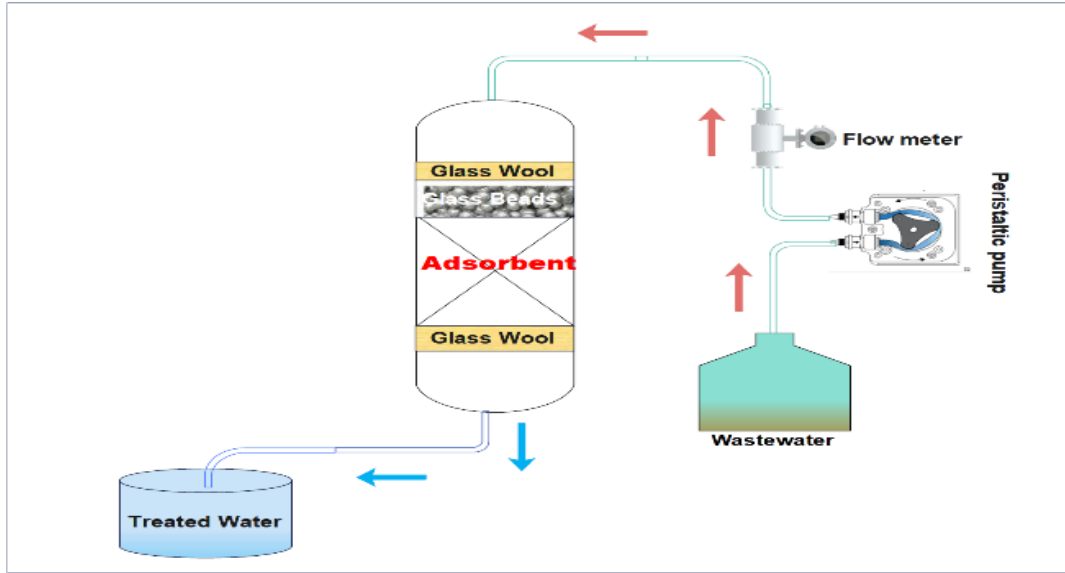 Flow meter
Glass Wool
Glass Beads
Peristaltic pump
Adsorbent
Glass Wool
Wastewater
Treated Water